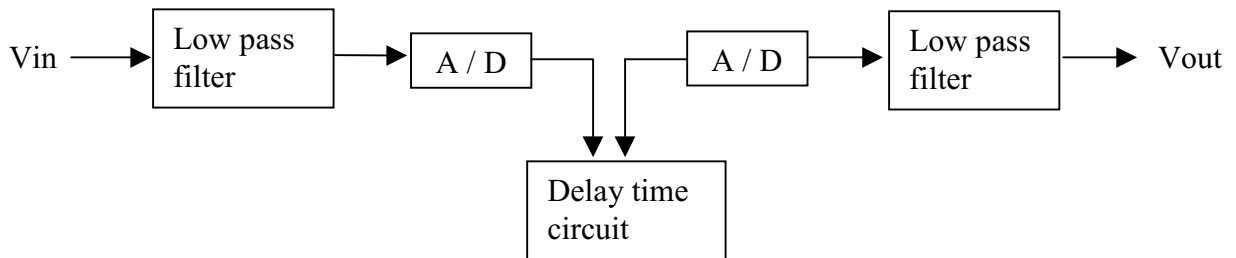 Vin
Low pass
filter
A / D
A / D
Low pass
filter
Vout
Delay time
circuit